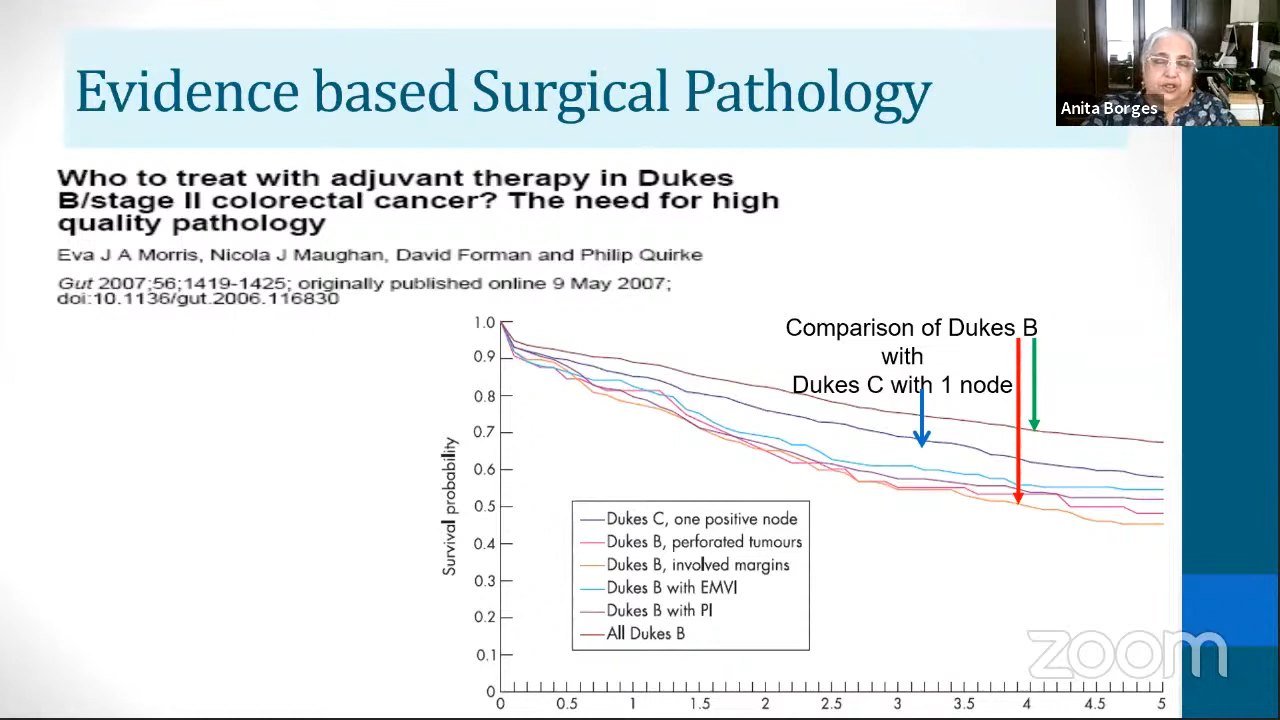 Evidence based Surgical Pathology
Anita Borges
Who to treat with adjuvant therapy in Dukes
B/stage II colorectal cancer? The need for high
quality pathology
Eva J A Morris, Nicola J Maughan, David Forman and Philip Quirke
Gut 2007;56;1419-1425; originally published online 9 May 2007;
doi:10.1136/gut.2006.116830
Comparison of Dukes B
with
Dukes C with 1 node
Survival probability
1.0
0.9
0.8
0.7
0.6
0.5
0.4
0.3
0.2
0.1
0
Dukes C, one positive node
Dukes B, perforated tumours
Dukes B, involved margins
Dukes B with EMVI
Dukes B with PI
All Dukes B
0 0.5 1 1.5 2 2.5 3 3.5 4 4.5 5
zoom